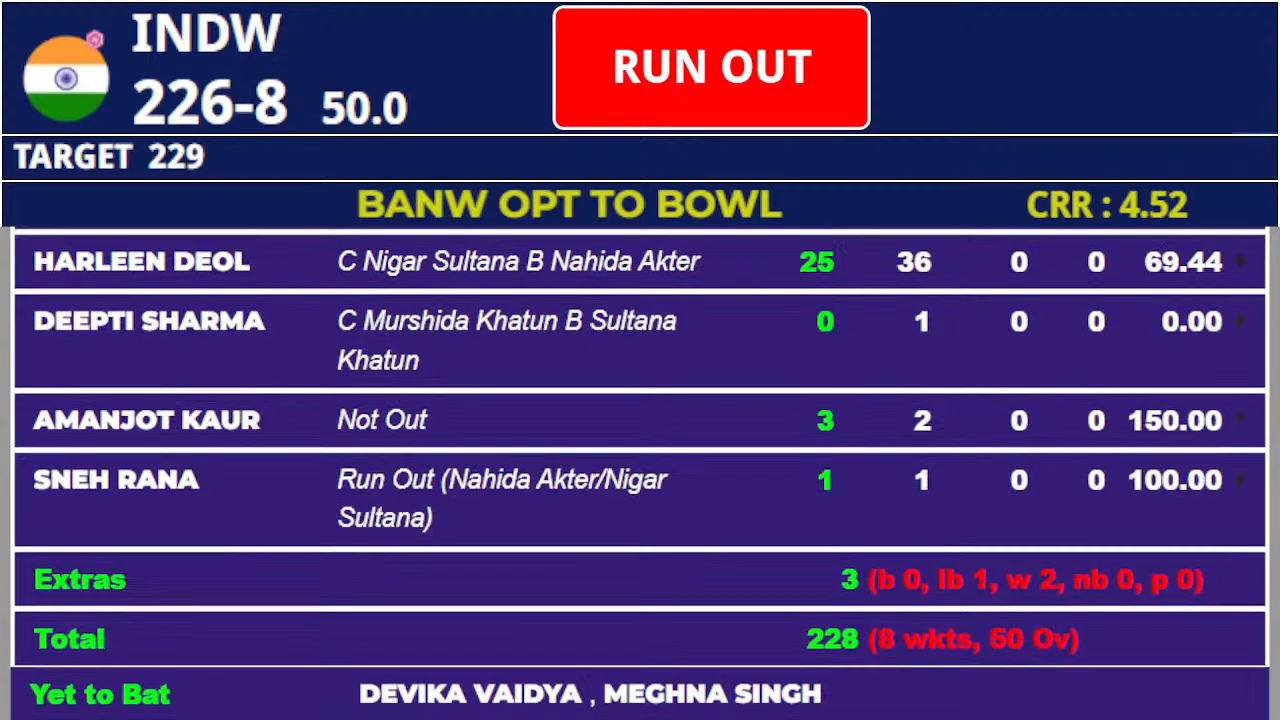 INDW
226-8 50.0
RUN OUT
TARGET 229
BANW OPT TO BOWL CRR : 4.52
HARLEEN DEOL C Nigar Sultana B Nahida Akter 25 36 0 0 69.44
DEEPTI SHARMA C Murshida Khatun B Sultana 0 1 0 0 0.00
Khatun
AMANJOT KAUR Not Out 3 2 0 0 150.00
SNEH RANA Run Out (Nahida Akter/Nigar 1 1 0 0 100.00
Sultana)
Extras 3 (b 0, lb 1, w 2, nb 0, p 0)
Total 228 (8 wkts, 50 Ov)
Yet to Bat DEVIKA VAIDYA , MEGHNA SINGH